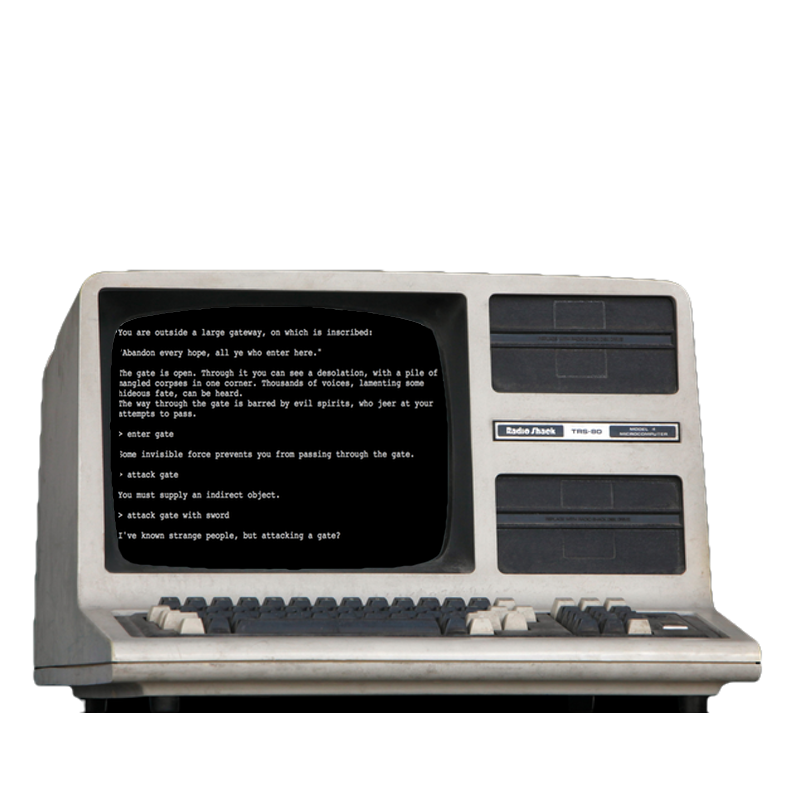 You are outside a large gateway, on which is inscribed:
"Abandon every hope, all ye who enter here."
The gate is open. Through it you can see a desolation, with a pile of
mangled corpses in one corner. Thousands of voices, lamenting some
hideous fate, can be heard.
The way through the gate is barred by evil spirits, who jeer at your
attempts to pass.
> enter gate
Some invisible force prevents you from passing through the gate.
> attack gate
You must supply an indirect object.
> attack gate with sword
I've known strange people, but attacking a gate?
Radio Shack TRS-80 MODEL 4
MICROCOMPUTER